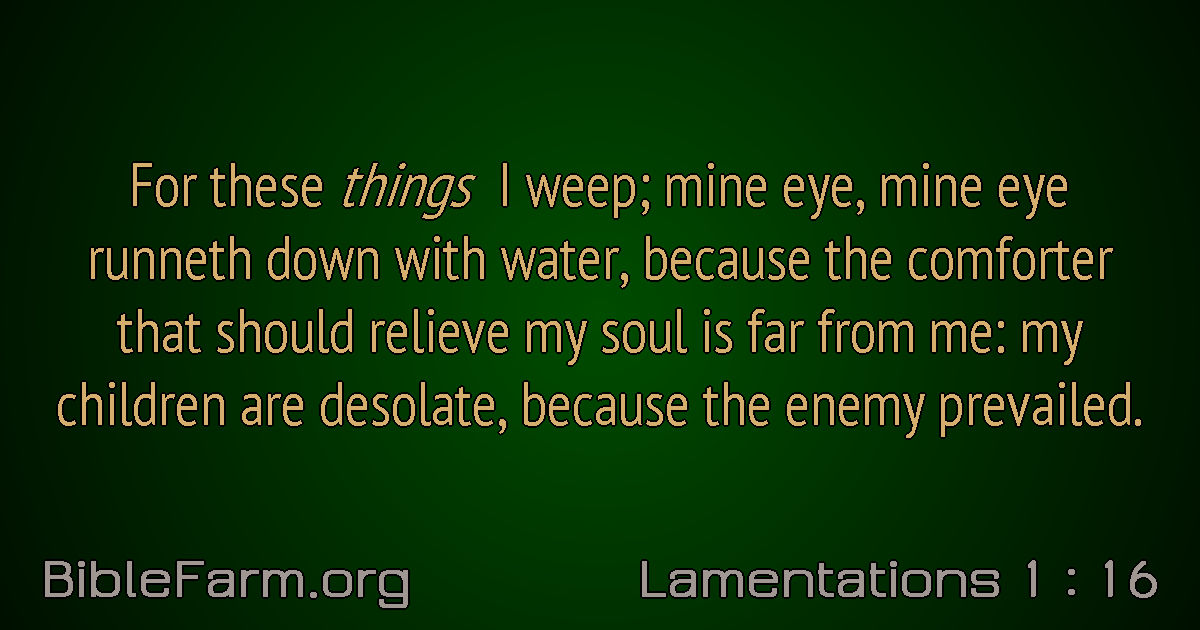 For these things I weep; mine eye, mine eye
runneth down with water, because the comforter
that should relieve my soul is far from me: my
children are desolate, because the enemy prevailed.
BibleFarm.org
Lamentations 1 : 16